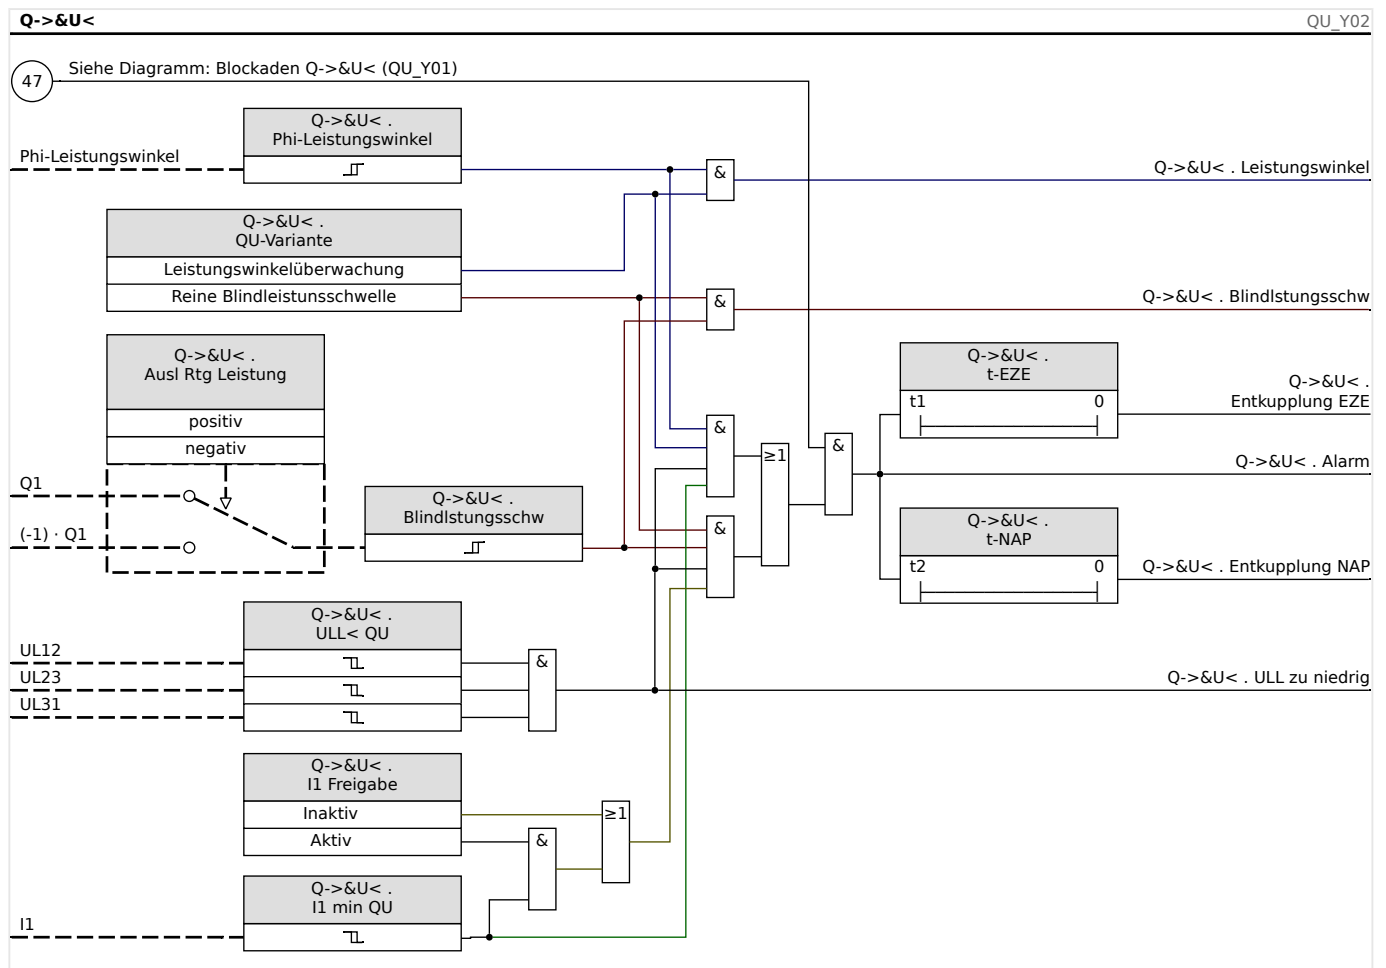 Q->&U<
QU_Y02
47
Siehe Diagramm: Blockaden Q->&U< (QU_Y01)
Q->&U< .
Phi-Leistungswinkel
Phi-Leistungswinkel
&
Q->&U< . Leistungswinkel
Q->&U< .
QU-Variante
Leistungswinkelüberwachung
Reine Blindleistunsschwelle
&
Q->&U< . Blindlstungsschw
Q->&U< .
Ausl Rtg Leistung
positiv
negativ
Q->&U< .
t-EZE
t1 0
Q->&U< .
Entkupplung EZE
&
≥1
&
Q->&U< . Alarm
Q1
(-1) · Q1
Q->&U< .
Blindlstungsschw
&
Q->&U< .
t-NAP
t2 0
Q->&U< . Entkupplung NAP
Q->&U< .
ULL< QU
UL12
UL23
UL31
&
Q->&U< . ULL zu niedrig
Q->&U< .
I1 Freigabe
Inaktiv
Aktiv
≥1
&
Q->&U< .
I1 min QU
I1